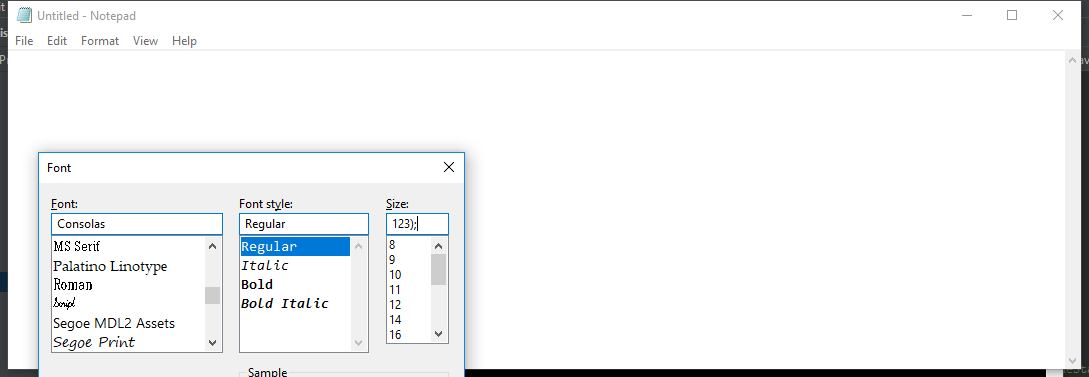 Untitled - Notepad
File Edit Format View Help
Font
Font: Font style: Size:
Consolas Regular 123);
MS Serif Regular 8
Palatino Linotype Italic 9
Roman Bold 10
Script Bold Italic 11
Segoe MDL2 Assets 12
Segoe Print 14
16
Sample